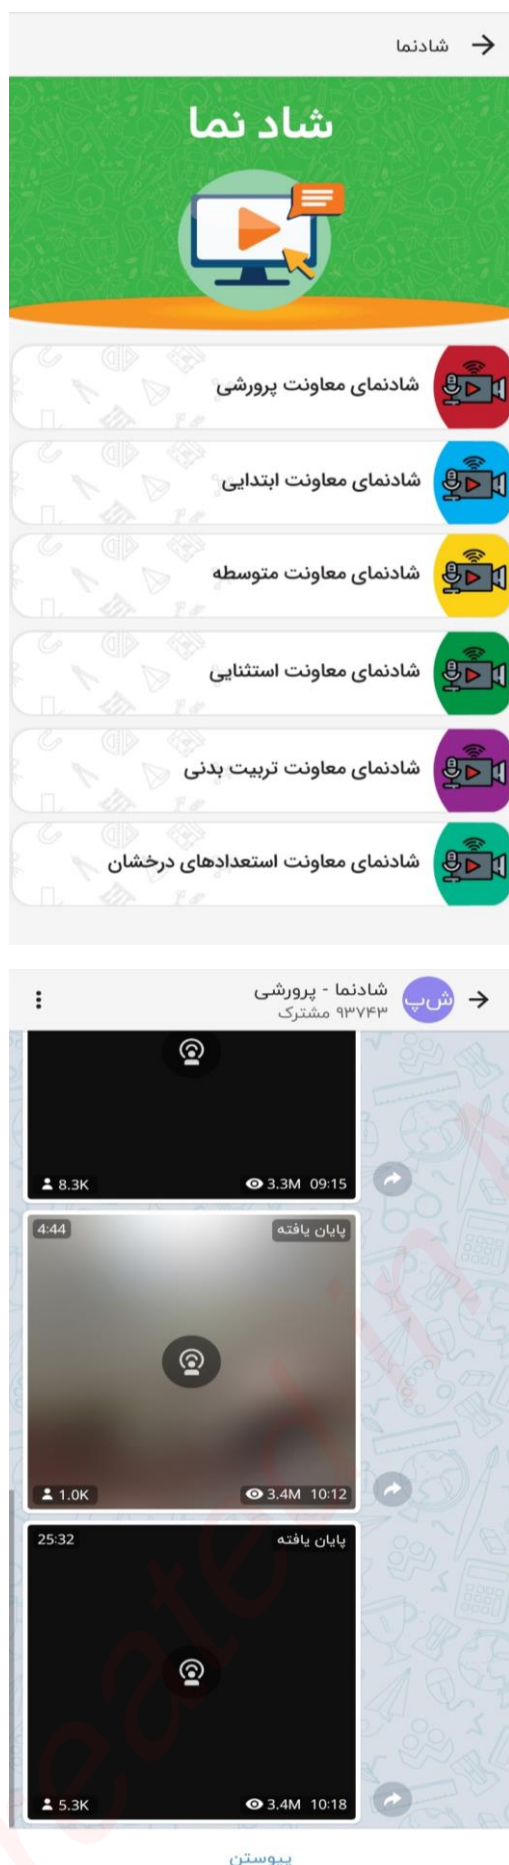 شادنما
شاد نما
شادنمای معاونت پرورشی
شادنمای معاونت ابتدایی
شادنمای معاونت متوسطه
شادنمای معاونت استثنایی
شادنمای معاونت تربیت بدنی
شادنمای معاونت استعدادهای درخشان
شادنما - پرورشی
ش‌پ
۹۳۷۴۳ مشترک
8.3K 3.3M 09:15
4:44 پایان یافته
1.0K 3.4M 10:12
25:32 پایان یافته
5.3K 3.4M 10:18
پیوستن